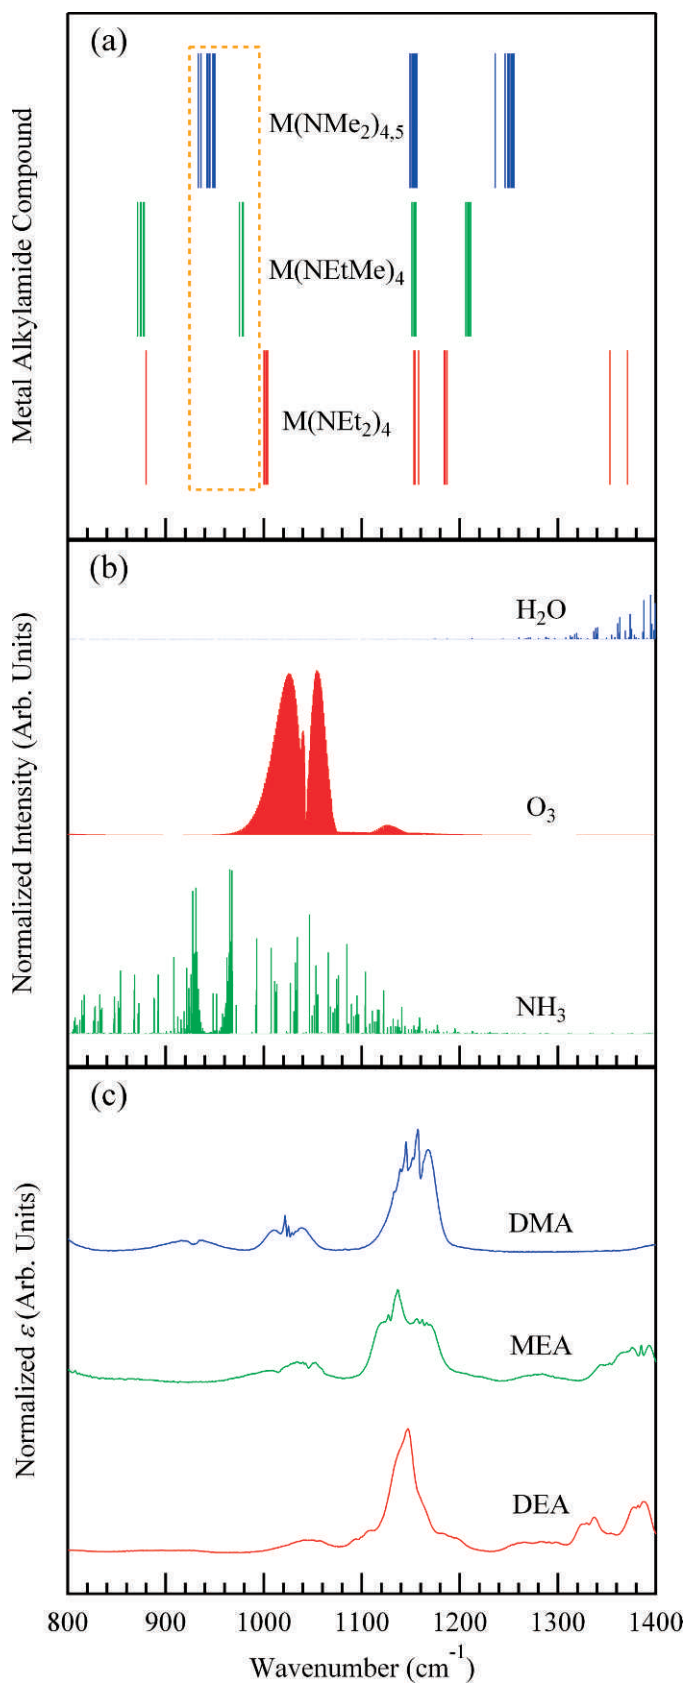 (a)
Metal Alkylamide Compound
M(NMe₂)₄,₅
M(NEtMe)₄
M(NEt₂)₄
(b)
Normalized Intensity (Arb. Units)
H₂O
O₃
NH₃
(c)
Normalized ε (Arb. Units)
DMA
MEA
DEA
800 900 1000 1100 1200 1300 1400
Wavenumber (cm⁻¹)